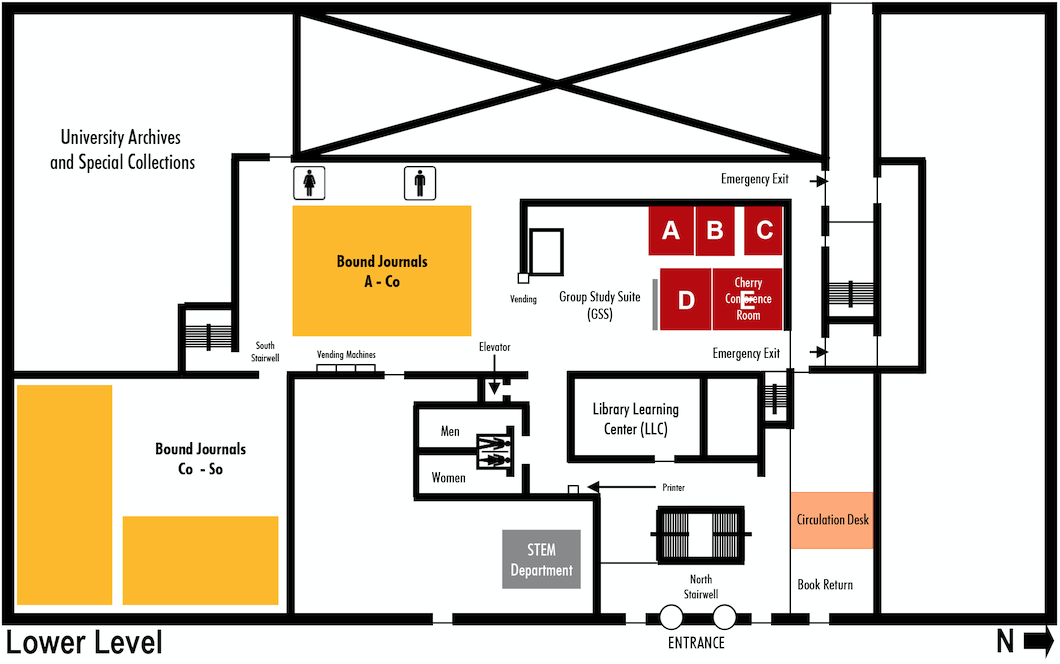 University Archives
and Special Collections
Emergency Exit
A
B
C
Bound Journals
A - Co
Group Study Suite
(GSS)
Vending
D
E
Cherry
Conference
Room
South
Stairwell
Vending Machines
Elevator
Emergency Exit
Bound Journals
Co - So
Men
Women
Library Learning
Center (LLC)
Printer
STEM
Department
Circulation Desk
North
Stairwell
Book Return
ENTRANCE
Lower Level
N